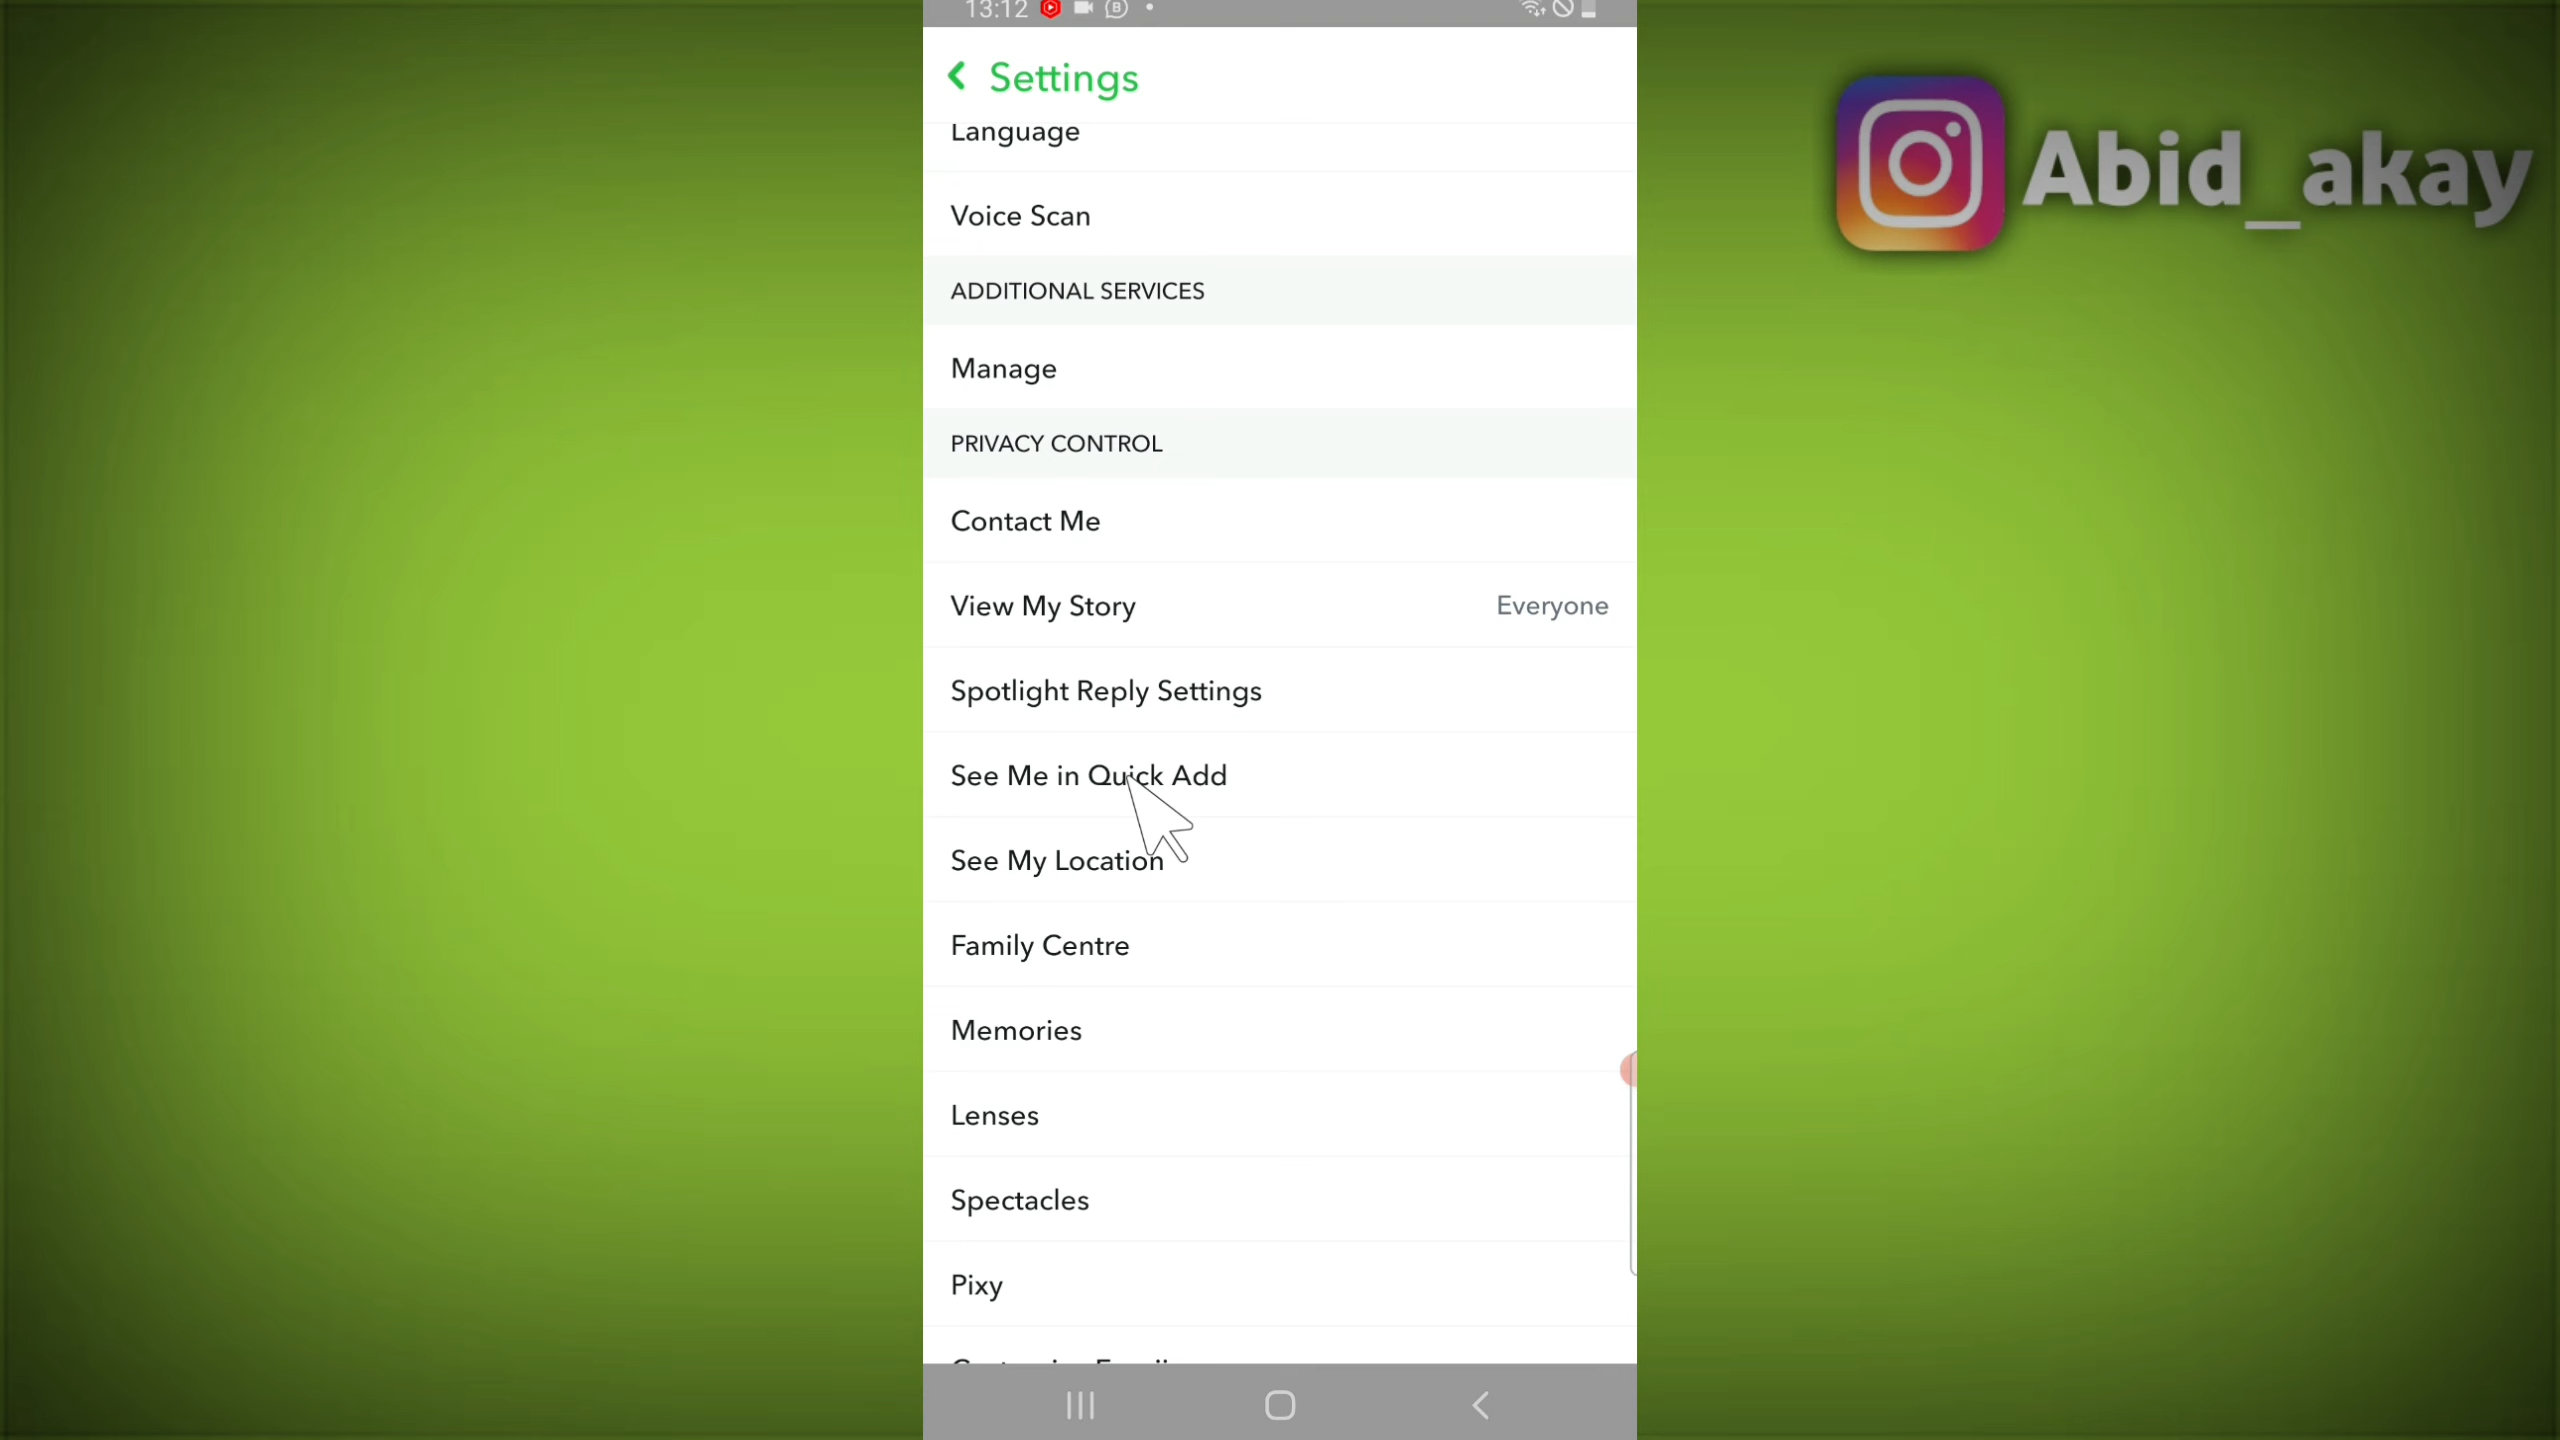 13:12
Settings
Language
Voice Scan
ADDITIONAL SERVICES
Manage
PRIVACY CONTROL
Contact Me
View My Story Everyone
Spotlight Reply Settings
See Me in Quick Add
See My Location
Family Centre
Memories
Lenses
Spectacles
Pixy
Abid_akay